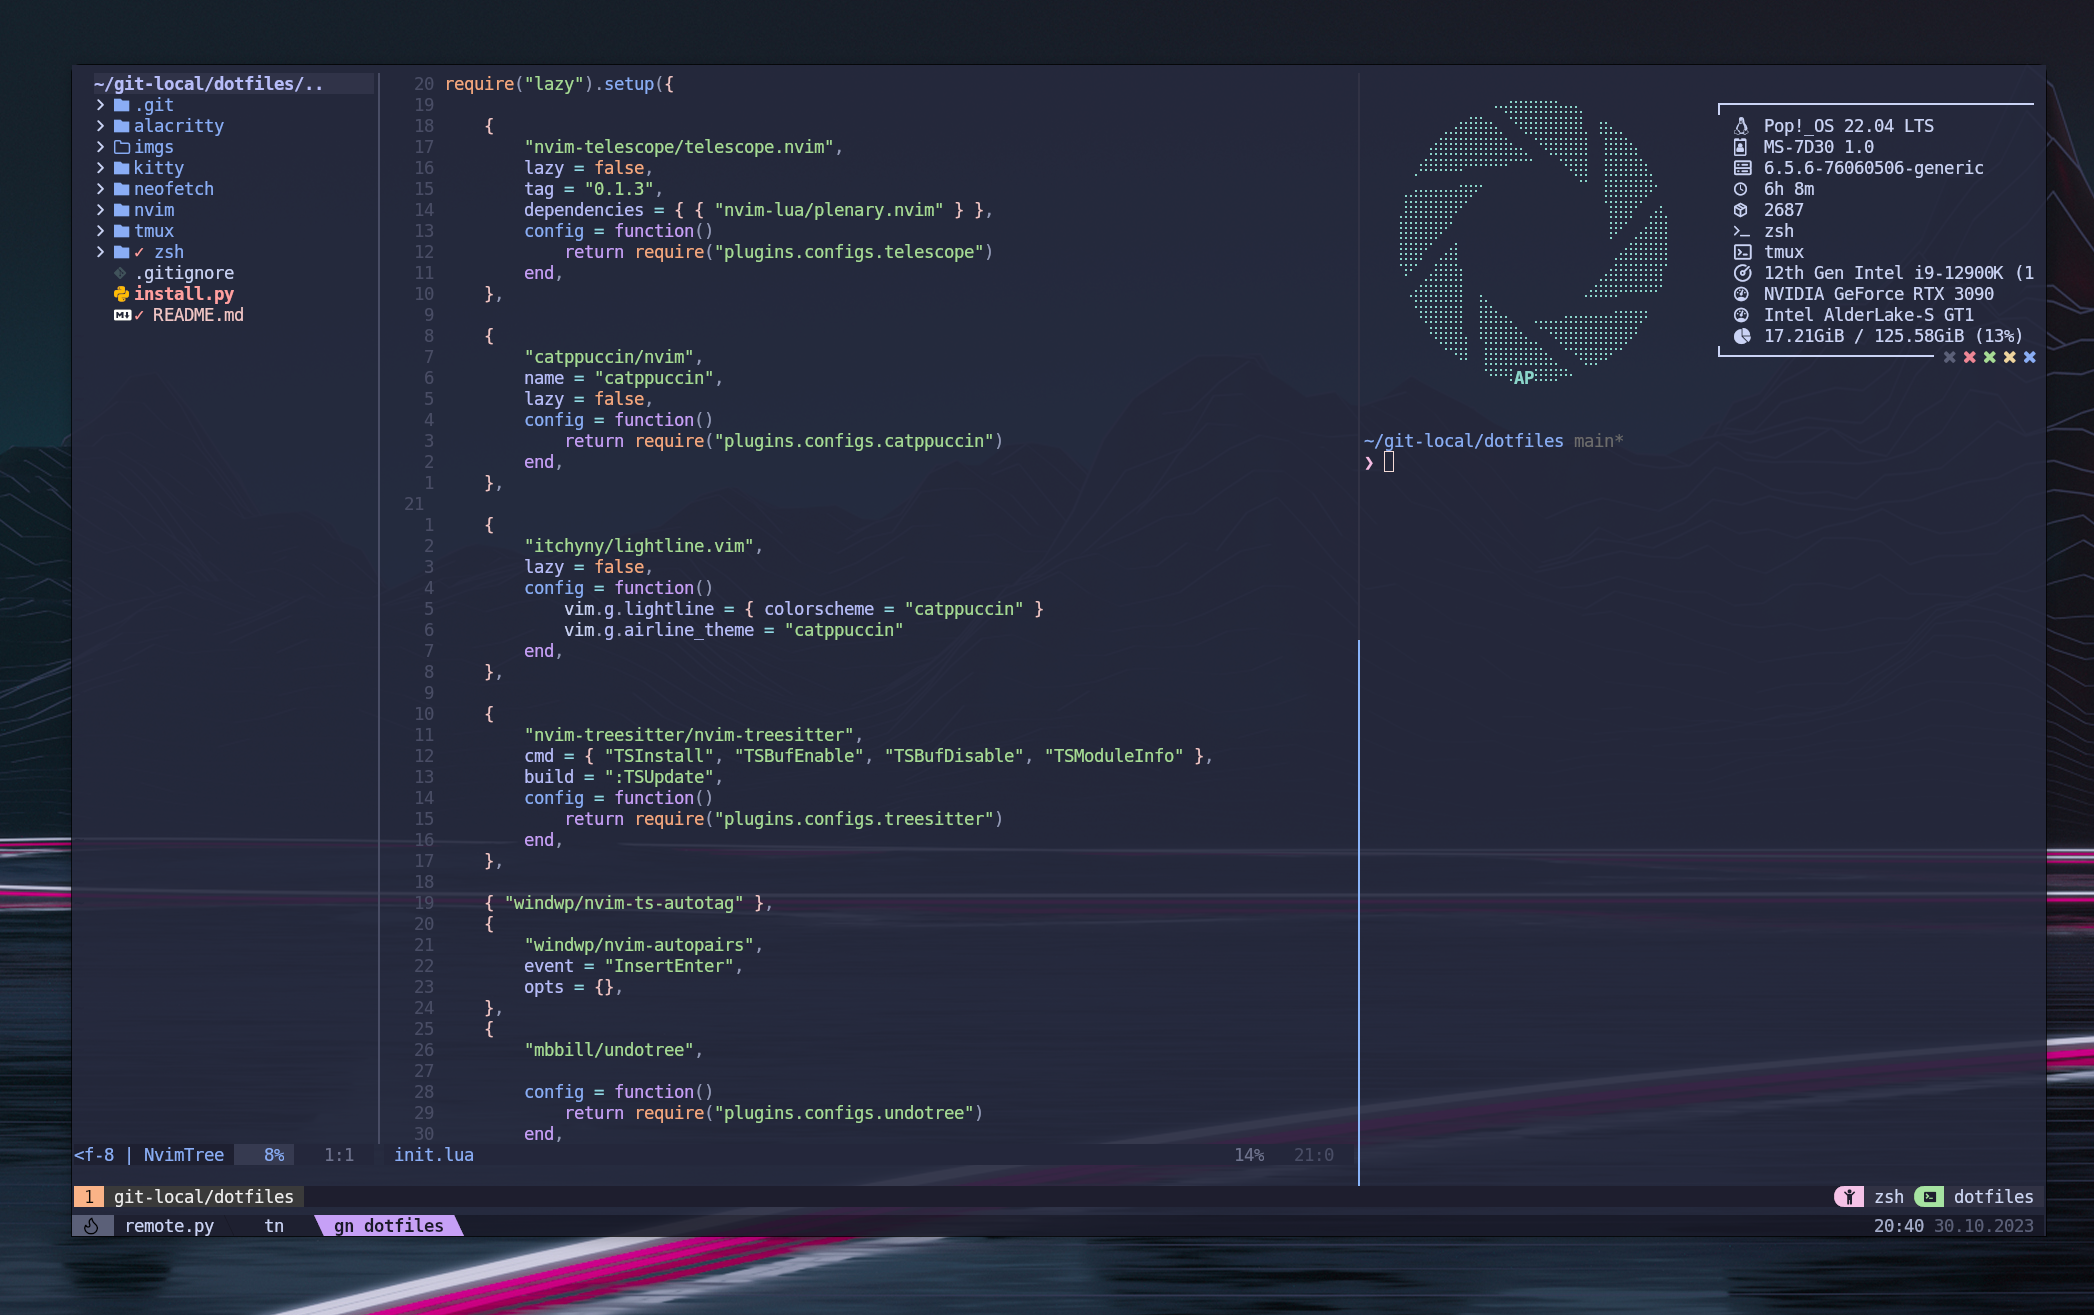 ~/git-local/dotfiles/..
.git
alacritty
imgs
kitty
neofetch
nvim
tmux
✓ zsh
.gitignore
install.py
✓ README.md
20 require("lazy").setup({
19
18     {
17         "nvim-telescope/telescope.nvim",
16         lazy = false,
15         tag = "0.1.3",
14         dependencies = { { "nvim-lua/plenary.nvim" } },
13         config = function()
12             return require("plugins.configs.telescope")
11         end,
10     },
9
8     {
7         "catppuccin/nvim",
6         name = "catppuccin",
5         lazy = false,
4         config = function()
3             return require("plugins.configs.catppuccin")
2         end,
1     },
21
1     {
2         "itchyny/lightline.vim",
3         lazy = false,
4         config = function()
5             vim.g.lightline = { colorscheme = "catppuccin" }
6             vim.g.airline_theme = "catppuccin"
7         end,
8     },
9
10     {
11         "nvim-treesitter/nvim-treesitter",
12         cmd = { "TSInstall", "TSBufEnable", "TSBufDisable", "TSModuleInfo" },
13         build = ":TSUpdate",
14         config = function()
15             return require("plugins.configs.treesitter")
16         end,
17     },
18
19     { "windwp/nvim-ts-autotag" },
20     {
21         "windwp/nvim-autopairs",
22         event = "InsertEnter",
23         opts = {},
24     },
25     {
26         "mbbill/undotree",
27
28         config = function()
29             return require("plugins.configs.undotree")
30         end,
<f-8 | NvimTree 8% 1:1
init.lua 14% 21:0
AP
Pop!_OS 22.04 LTS
MS-7D30 1.0
6.5.6-76060506-generic
6h 8m
2687
zsh
tmux
12th Gen Intel i9-12900K (1
NVIDIA GeForce RTX 3090
Intel AlderLake-S GT1
17.21GiB / 125.58GiB (13%)
~/git-local/dotfiles main*
❯
1 git-local/dotfiles
zsh dotfiles
remote.py tn gn dotfiles
20:40 30.10.2023